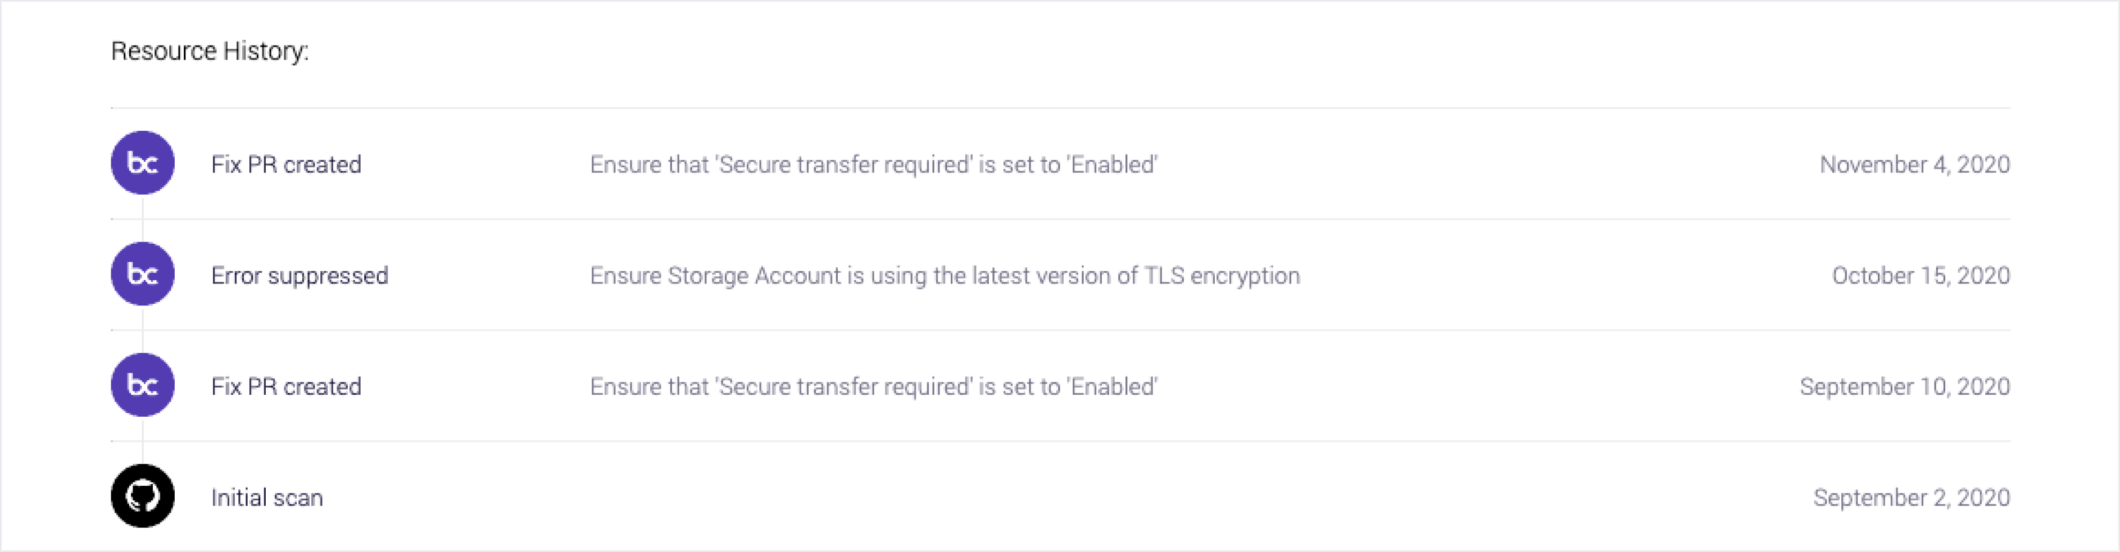 Resource History:
bc Fix PR created Ensure that 'Secure transfer required' is set to 'Enabled' November 4, 2020
bc Error suppressed Ensure Storage Account is using the latest version of TLS encryption October 15, 2020
bc Fix PR created Ensure that 'Secure transfer required' is set to 'Enabled' September 10, 2020
Initial scan September 2, 2020